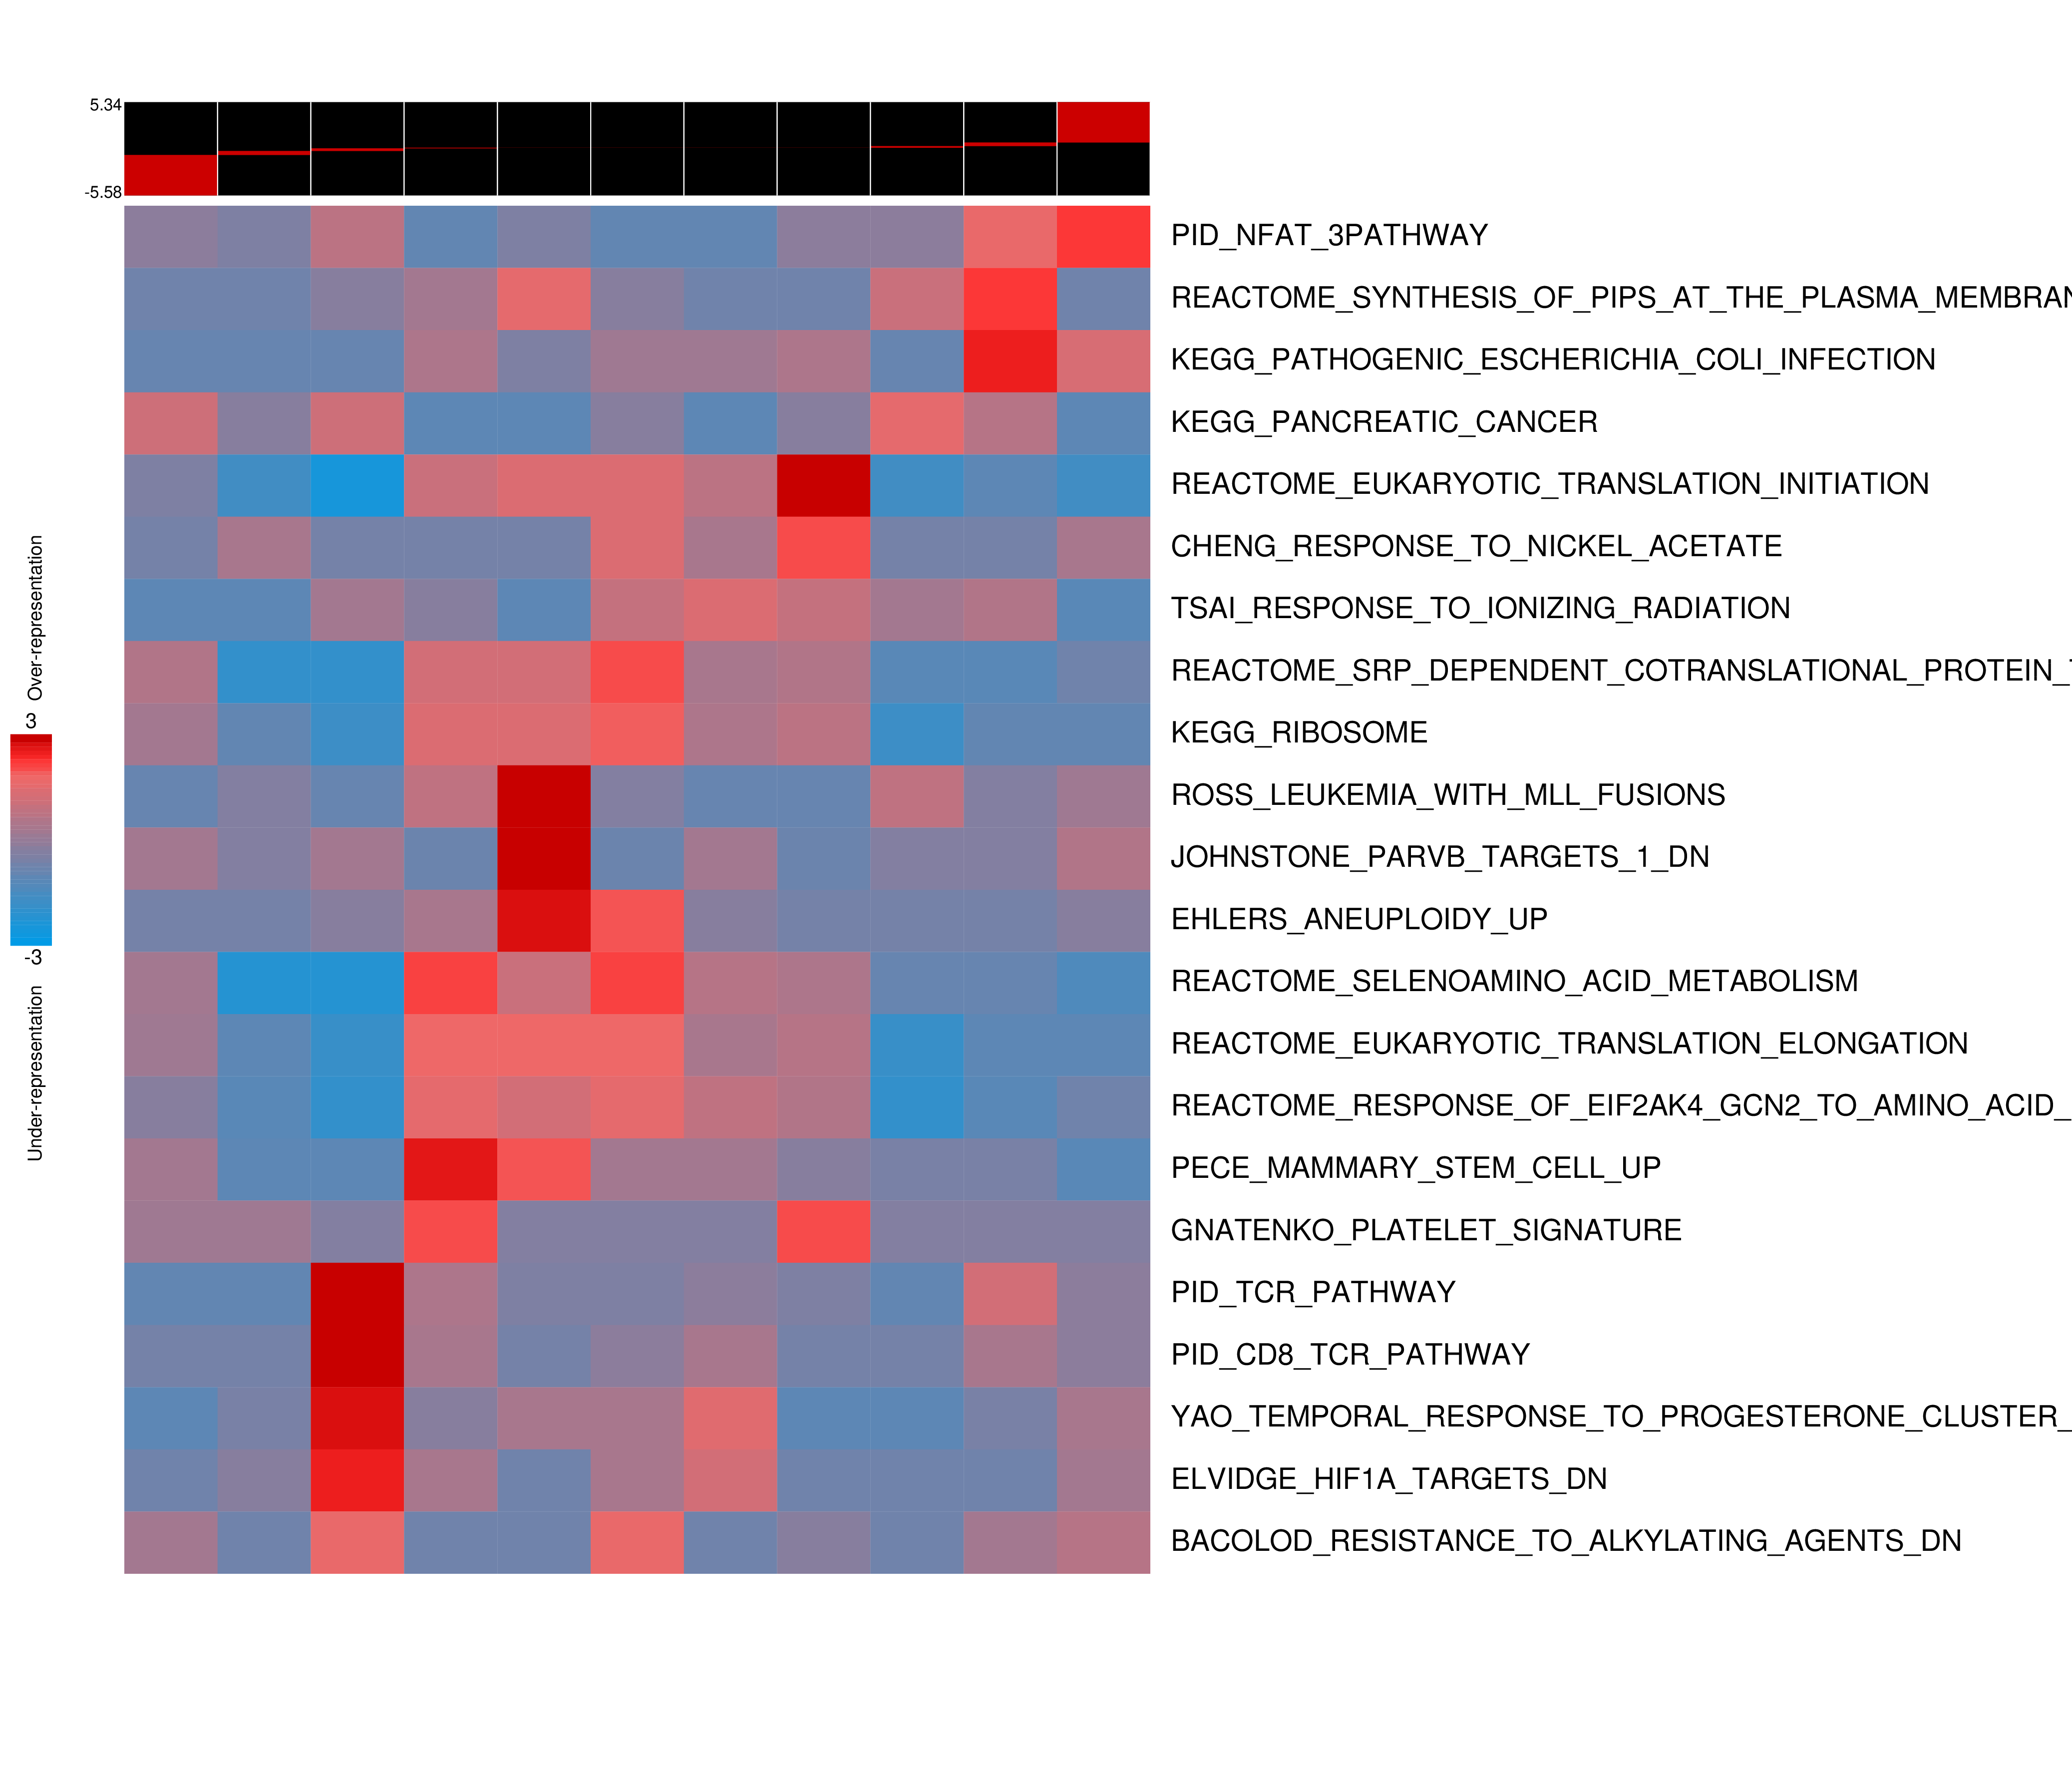 5.34
-5.58
PID_NFAT_3PATHWAY
REACTOME_SYNTHESIS_OF_PIPS_AT_THE_PLASMA_MEMBRAN
KEGG_PATHOGENIC_ESCHERICHIA_COLI_INFECTION
KEGG_PANCREATIC_CANCER
REACTOME_EUKARYOTIC_TRANSLATION_INITIATION
CHENG_RESPONSE_TO_NICKEL_ACETATE
TSAI_RESPONSE_TO_IONIZING_RADIATION
REACTOME_SRP_DEPENDENT_COTRANSLATIONAL_PROTEIN_
KEGG_RIBOSOME
ROSS_LEUKEMIA_WITH_MLL_FUSIONS
JOHNSTONE_PARVB_TARGETS_1_DN
EHLERS_ANEUPLOIDY_UP
REACTOME_SELENOAMINO_ACID_METABOLISM
REACTOME_EUKARYOTIC_TRANSLATION_ELONGATION
REACTOME_RESPONSE_OF_EIF2AK4_GCN2_TO_AMINO_ACID_
PECE_MAMMARY_STEM_CELL_UP
GNATENKO_PLATELET_SIGNATURE
PID_TCR_PATHWAY
PID_CD8_TCR_PATHWAY
YAO_TEMPORAL_RESPONSE_TO_PROGESTERONE_CLUSTER_
ELVIDGE_HIF1A_TARGETS_DN
BACOLOD_RESISTANCE_TO_ALKYLATING_AGENTS_DN
Over-representation
3
-3
Under-representation